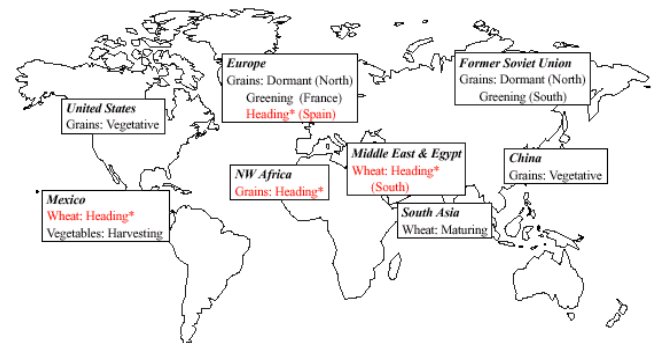 Europe
Grains: Dormant (North)
Greening (France)
Heading* (Spain)
Former Soviet Union
Grains: Dormant (North)
Greening (South)
United States
Grains: Vegetative
Middle East & Egypt
Wheat: Heading*
(South)
China
Grains: Vegetative
NW Africa
Grains: Heading*
Mexico
Wheat: Heading*
Vegetables: Harvesting
South Asia
Wheat: Maturing